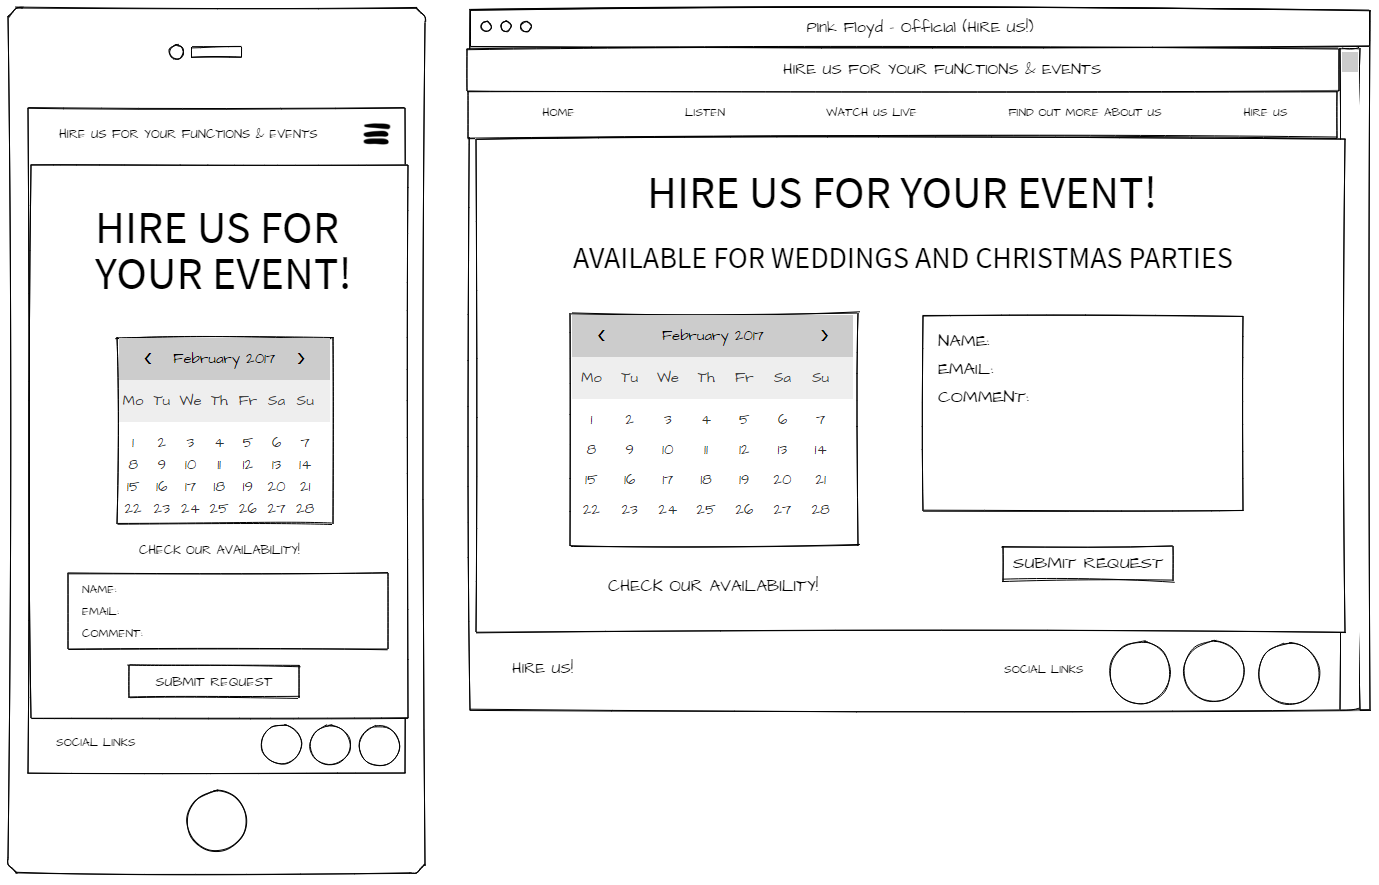 HIRE US FOR YOUR FUNCTIONS & EVENTS
HIRE US FOR
YOUR EVENT!
< February 2017 >
Mo Tu We Th Fr Sa Su
1 2 3 4 5 6 7
8 9 10 11 12 13 14
15 16 17 18 19 20 21
22 23 24 25 26 27 28
CHECK OUR AVAILABILITY!
NAME:
EMAIL:
COMMENT:
SUBMIT REQUEST
SOCIAL LINKS
Pink Floyd - Official (HIRE US!)
HIRE US FOR YOUR FUNCTIONS & EVENTS
HOME LISTEN WATCH US LIVE FIND OUT MORE ABOUT US HIRE US
HIRE US FOR YOUR EVENT!
AVAILABLE FOR WEDDINGS AND CHRISTMAS PARTIES
< February 2017 >
Mo Tu We Th Fr Sa Su
1 2 3 4 5 6 7
8 9 10 11 12 13 14
15 16 17 18 19 20 21
22 23 24 25 26 27 28
CHECK OUR AVAILABILITY!
NAME:
EMAIL:
COMMENT:
SUBMIT REQUEST
HIRE US!
SOCIAL LINKS